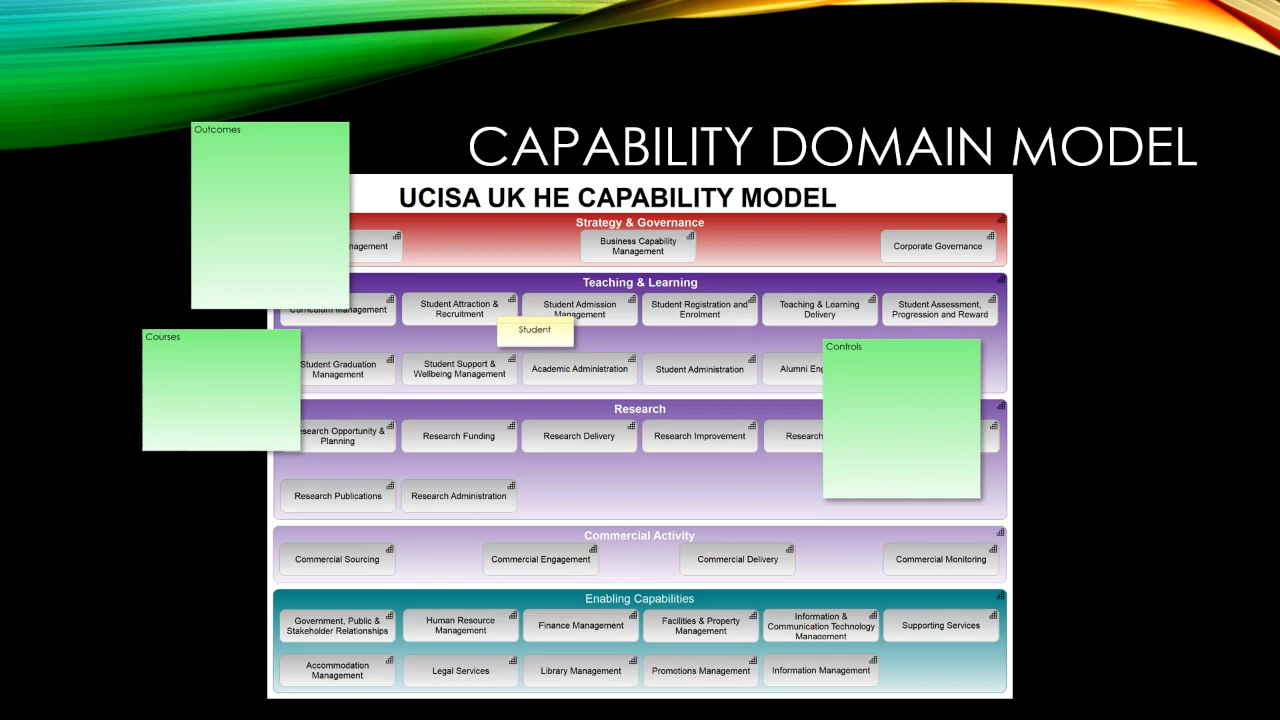 Outcomes
CAPABILITY DOMAIN MODEL
UCISA UK HE CAPABILITY MODEL
Strategy & Governance
Business Capability
Management
Corporate Governance
Teaching & Learning
Curriculum Management
Student Attraction &
Recruitment
Student Admission
Management
Student Registration and
Enrolment
Teaching & Learning
Delivery
Student Assessment,
Progression and Reward
Student
Courses
Controls
Student Graduation
Management
Student Support &
Wellbeing Management
Academic Administration
Student Administration
Alumni
Research
Opportunity &
Planning
Research Funding
Research Delivery
Research Improvement
Research
Research Publications
Research Administration
Commercial Activity
Commercial Sourcing
Commercial Engagement
Commercial Delivery
Commercial Monitoring
Enabling Capabilities
Government, Public &
Stakeholder Relationships
Human Resource
Management
Finance Management
Facilities & Property
Management
Information &
Communication Technology
Management
Supporting Services
Accommodation
Management
Legal Services
Library Management
Promotions Management
Information Management